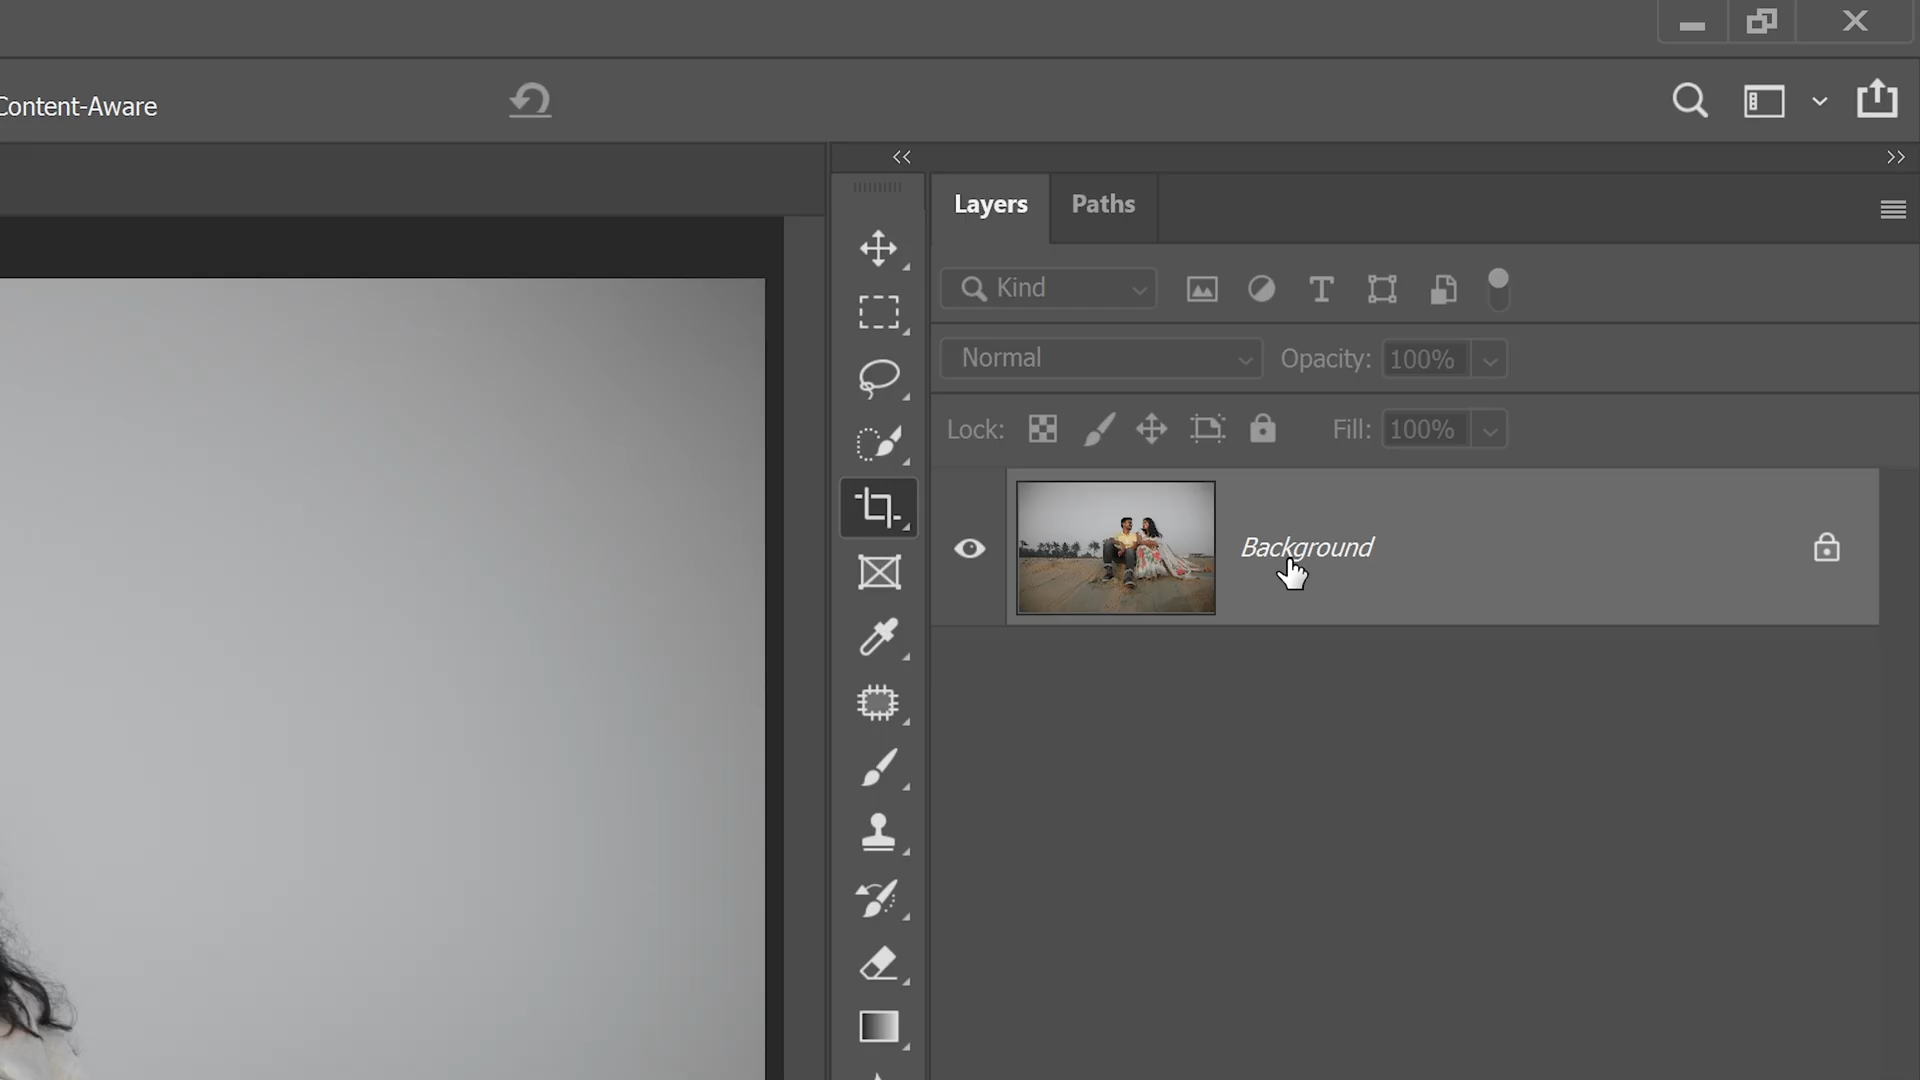 Content-Aware
Layers
Paths
Kind
Normal
Opacity: 100%
Lock:
Fill: 100%
Background